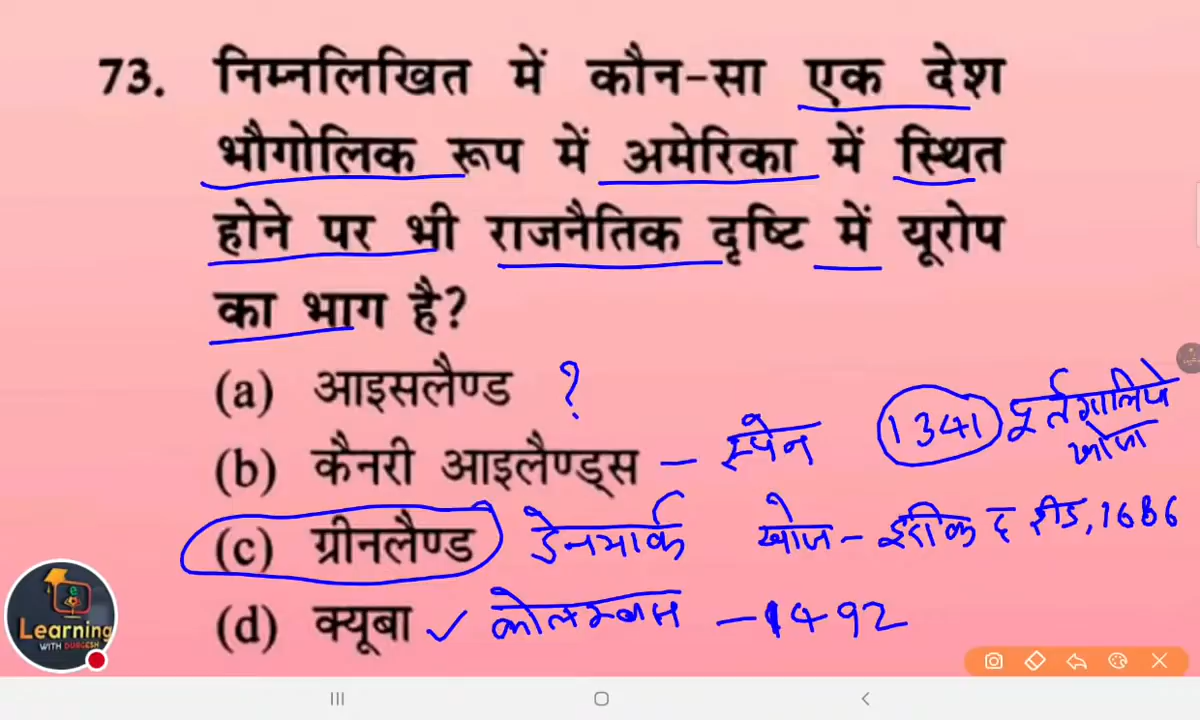 73. निम्नलिखित में कौन-सा एक देश
भौगोलिक रूप में अमेरिका में स्थित
होने पर भी राजनैतिक दृष्टि में यूरोप
का भाग है?
(a) आइसलैण्ड ?
(b) कैनरी आइलैण्ड्स – स्पेन 1341 पुर्तगालियो खोजा
(c) ग्रीनलैण्ड डेनमार्क खोज – इरीक द रीड, 1686
(d) क्यूबा ✓ कोलम्बस – 1492
e
Learning
WITH DURGESH